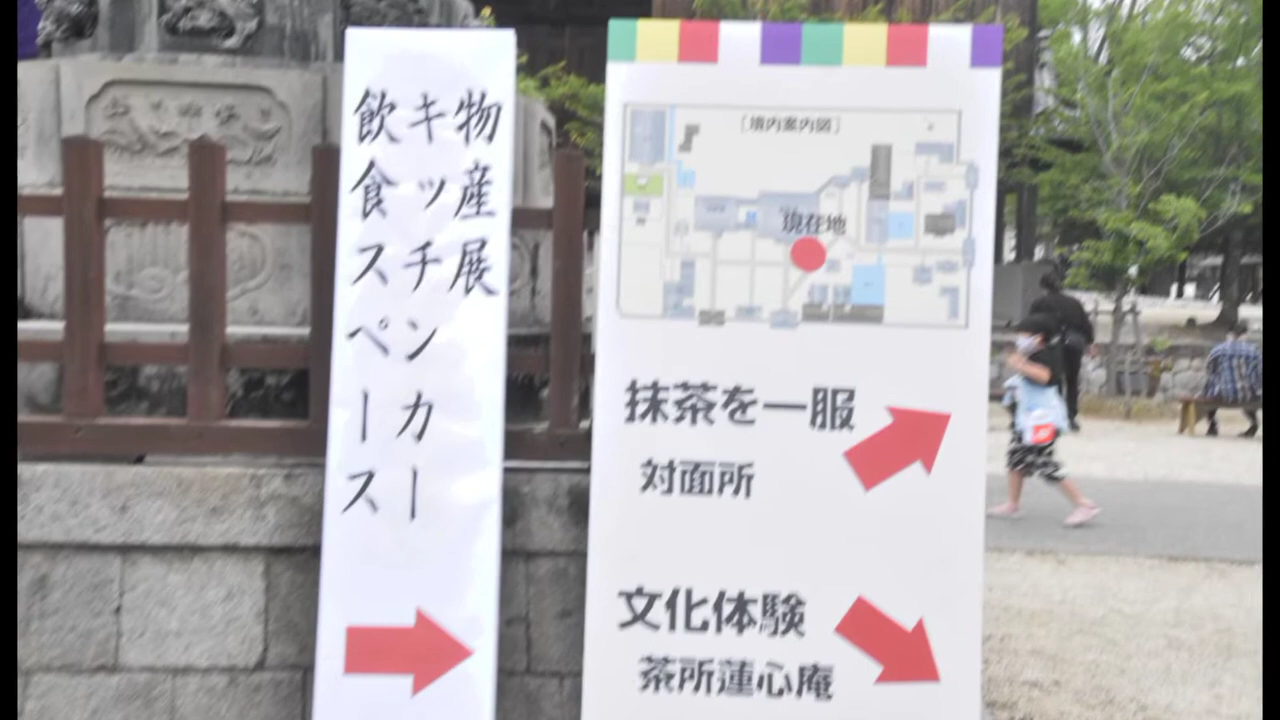 物産展
キッチンカー
飲食スペース
[境内案内図]
現在地
抹茶を一服
対面所
文化体験
茶所蓮心庵